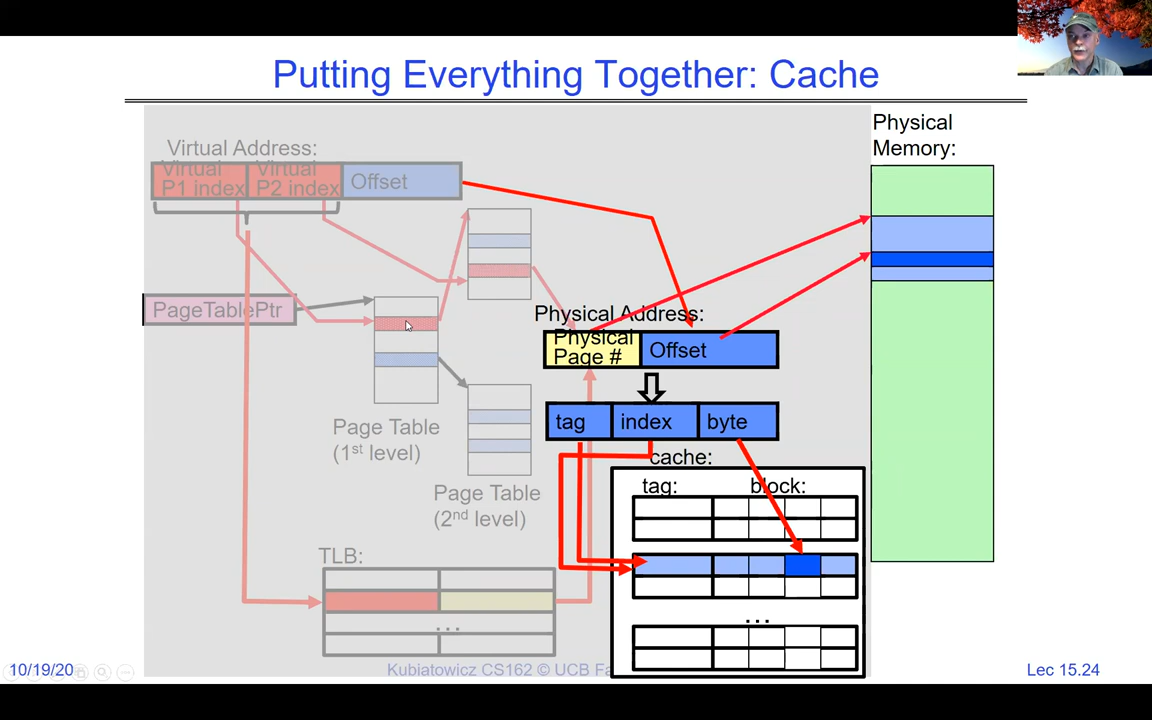 Putting Everything Together: Cache
Physical
Memory:
Virtual Address:
Virtual
P1 index
Virtual
P2 index
Offset
PageTablePtr
Physical Address:
Physical
Page #
Offset
tag
index
byte
Page Table
(1st level)
cache:
tag:
block:
Page Table
(2nd level)
TLB:
...
...
10/19/20
Kubiatowicz CS162 © UCB Fa
Lec 15.24